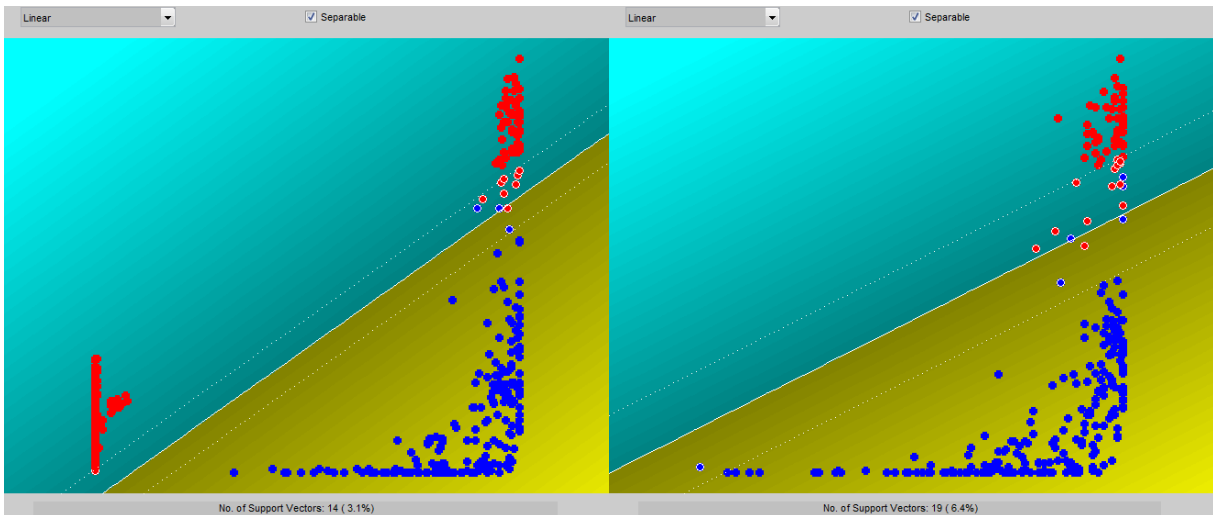 Linear
Separable
Linear
Separable
No. of Support Vectors: 14 ( 3.1%)
No. of Support Vectors: 19 ( 6.4%)